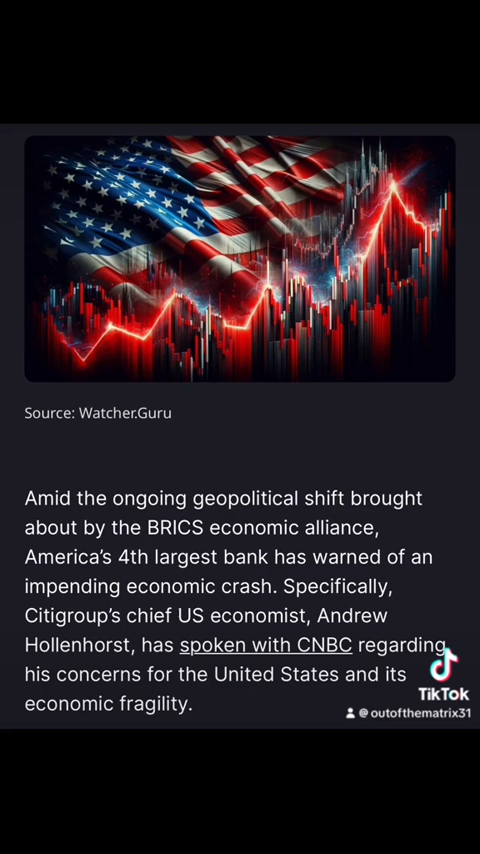 Source: Watcher.Guru
Amid the ongoing geopolitical shift brought
about by the BRICS economic alliance,
America’s 4th largest bank has warned of an
impending economic crash. Specifically,
Citigroup’s chief US economist, Andrew
Hollenhorst, has spoken with CNBC regarding
his concerns for the United States and its
economic fragility.
TikTok
@outofthematrix31